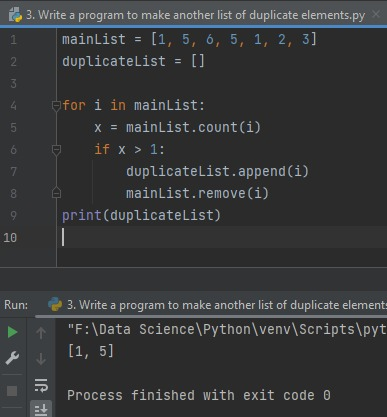 3. Write a program to make another list of duplicate elements.py
1 mainList = [1, 5, 6, 5, 1, 2, 3]
2 duplicateList = []
3
4 for i in mainList:
5     x = mainList.count(i)
6     if x > 1:
7         duplicateList.append(i)
8         mainList.remove(i)
9 print(duplicateList)
10
Run: 3. Write a program to make another list of duplicate elements
"F:\Data Science\Python\venv\Scripts\pyt
[1, 5]
Process finished with exit code 0